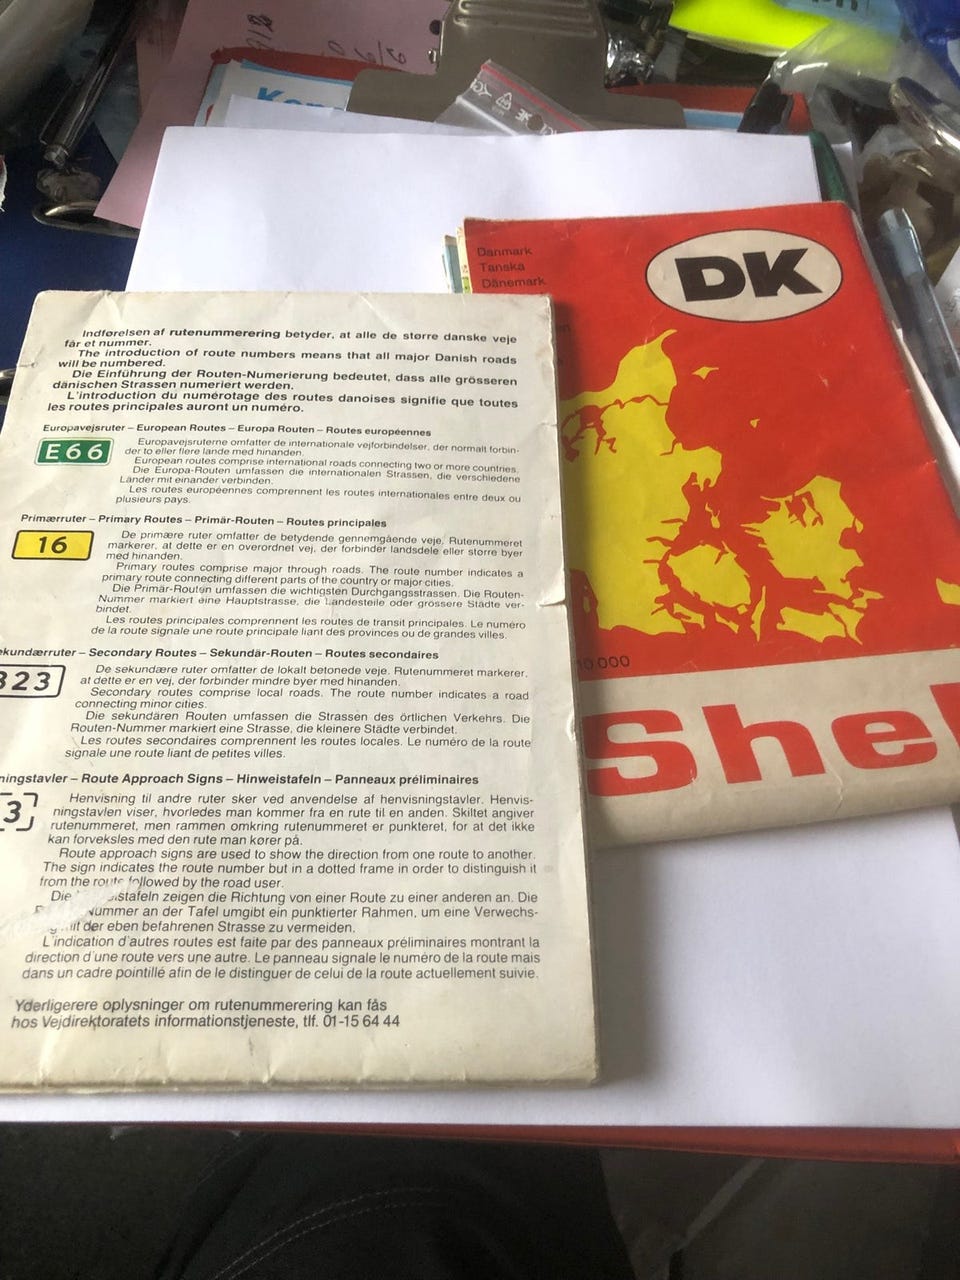 Indførelsen af rutenummerering betyder, at alle de større danske veje
får et nummer.
The introduction of route numbers means that all major Danish roads
will be numbered.
Die Einführung der Routen-Numerierung bedeutet, dass alle grösseren
dänischen Strassen numeriert werden.
L'introduction du numérotage des routes danoises signifie que toutes
les routes principales auront un numéro.
Europavejsruter – European Routes – Europa Routen – Routes européennes
E66
Europavejsruterne omfatter de internationale vejforbindelser, der normalt forbin-
der to eller flere lande med hinanden.
European routes comprise international roads connecting two or more countries.
Die Europa-Routen umfassen die internationalen Strassen, die verschiedene
Länder mit einander verbinden.
Les routes européennes comprennent les routes internationales entre deux ou
plusieurs pays.
Primærruter – Primary Routes – Primär-Routen – Routes principales
16
De primære ruter omfatter de betydende gennemgående veje. Rutenummeret
markerer, at dette er en overordnet vej, der forbinder landsdele eller større byer
med hinanden.
Primary routes comprise major through roads. The route number indicates a
primary route connecting different parts of the country or major cities.
Die Primär-Routen umfassen die wichtigsten Durchgangsstrassen. Die Routen-
Nummer markiert eine Hauptstrasse, die Landesteile oder grössere Städte ver-
bindet.
Les routes principales comprennent les routes de transit principales. Le numéro
de la route signale une route principale liant des provinces ou de grandes villes.
ekundærruter – Secondary Routes – Sekundär-Routen – Routes secondaires
323
De sekundære ruter omfatter de lokalt betonede veje. Rutenummeret markerer,
at dette er en vej, der forbinder mindre byer med hinanden.
Secondary routes comprise local roads. The route number indicates a road
connecting minor cities.
Die sekundären Routen umfassen die Strassen des örtlichen Verkehrs. Die
Routen-Nummer markiert eine Strasse, die kleinere Städte verbindet.
Les routes secondaires comprennent les routes locales. Le numéro de la route
signale une route liant de petites villes.
ningstavler – Route Approach Signs – Hinweistafeln – Panneaux préliminaires
3
Henvisning til andre ruter sker ved anvendelse af henvisningstavler. Henvis-
ningstavlen viser, hvorledes man kommer fra en rute til en anden. Skiltet angiver
rutenummeret, men rammen omkring rutenummeret er punkteret, for at det ikke
kan forveksles med den rute man kører på.
Route approach signs are used to show the direction from one route to another.
The sign indicates the route number but in a dotted frame in order to distinguish it
from the route followed by the road user.
Die istafeln zeigen die Richtung von einer Route zu einer anderen an. Die
Nummer an der Tafel umgibt ein punktierter Rahmen, um eine Verwechs-
mit der eben befahrenen Strasse zu vermeiden.
L'indication d'autres routes est faite par des panneaux préliminaires montrant la
direction d'une route vers une autre. Le panneau signale le numéro de la route mais
dans un cadre pointillé afin de le distinguer de celui de la route actuellement suivie.
Yderligerere oplysninger om rutenummerering kan fås
hos Vejdirektoratets informationstjeneste, tlf. 01-15 64 44
Danmark
Tanska
Dänemark
DK
0 000
Shel